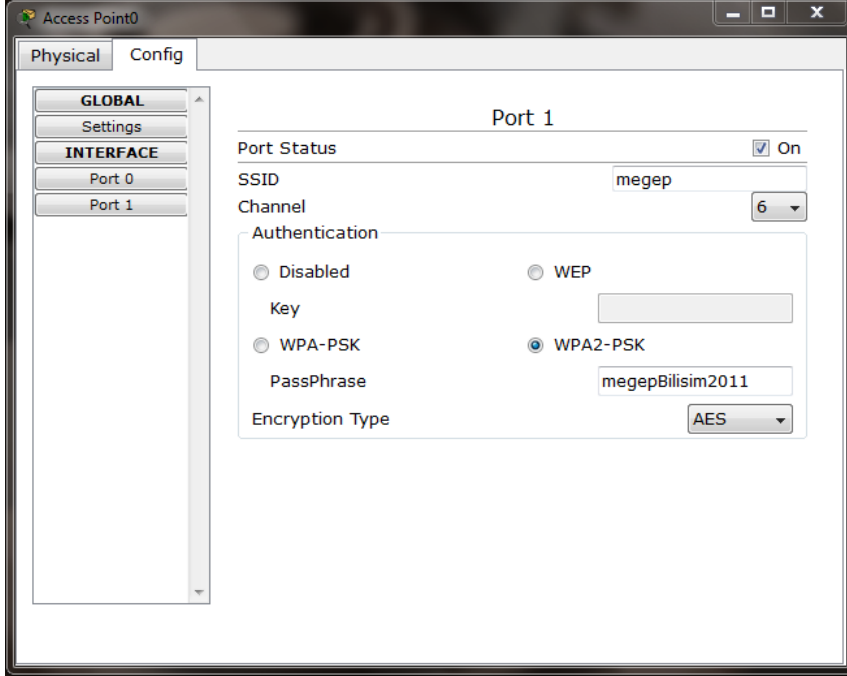 Access Point0
Physical Config
GLOBAL
Settings
INTERFACE
Port 0
Port 1
Port 1
Port Status On
SSID megep
Channel 6
Authentication
Disabled WEP
Key
WPA-PSK WPA2-PSK
PassPhrase megepBilisim2011
Encryption Type AES